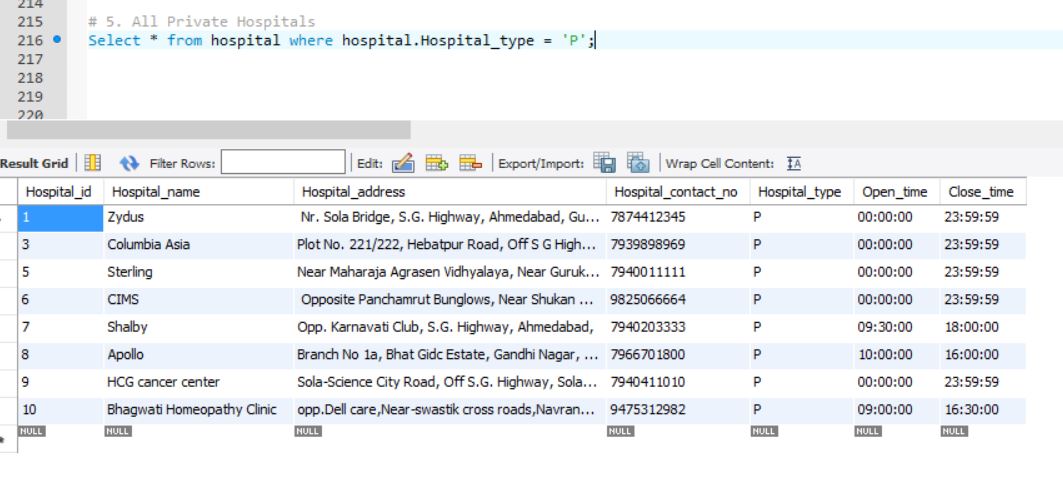 214
215 # 5. All Private Hospitals
216 Select * from hospital where hospital.Hospital_type = 'P';
217
218
219
220
Result Grid Filter Rows: Edit: Export/Import: Wrap Cell Content: IA
Hospital_id Hospital_name Hospital_address Hospital_contact_no Hospital_type Open_time Close_time
1 Zydus Nr. Sola Bridge, S.G. Highway, Ahmedabad, Gu... 7874412345 P 00:00:00 23:59:59
3 Columbia Asia Plot No. 221/222, Hebatpur Road, Off S G High... 7939898969 P 00:00:00 23:59:59
5 Sterling Near Maharaja Agrasen Vidhyalaya, Near Guruk... 7940011111 P 00:00:00 23:59:59
6 CIMS Opposite Panchamrut Bunglows, Near Shukan ... 9825066664 P 00:00:00 23:59:59
7 Shalby Opp. Karnavati Club, S.G. Highway, Ahmedabad, 7940203333 P 09:30:00 18:00:00
8 Apollo Branch No 1a, Bhat Gidc Estate, Gandhi Nagar, ... 7966701800 P 10:00:00 16:00:00
9 HCG cancer center Sola-Science City Road, Off S.G. Highway, Sola... 7940411010 P 00:00:00 23:59:59
10 Bhagwati Homeopathy Clinic opp.Dell care,Near-swastik cross roads,Navran... 9475312982 P 09:00:00 16:30:00
NULL NULL NULL NULL NULL NULL NULL